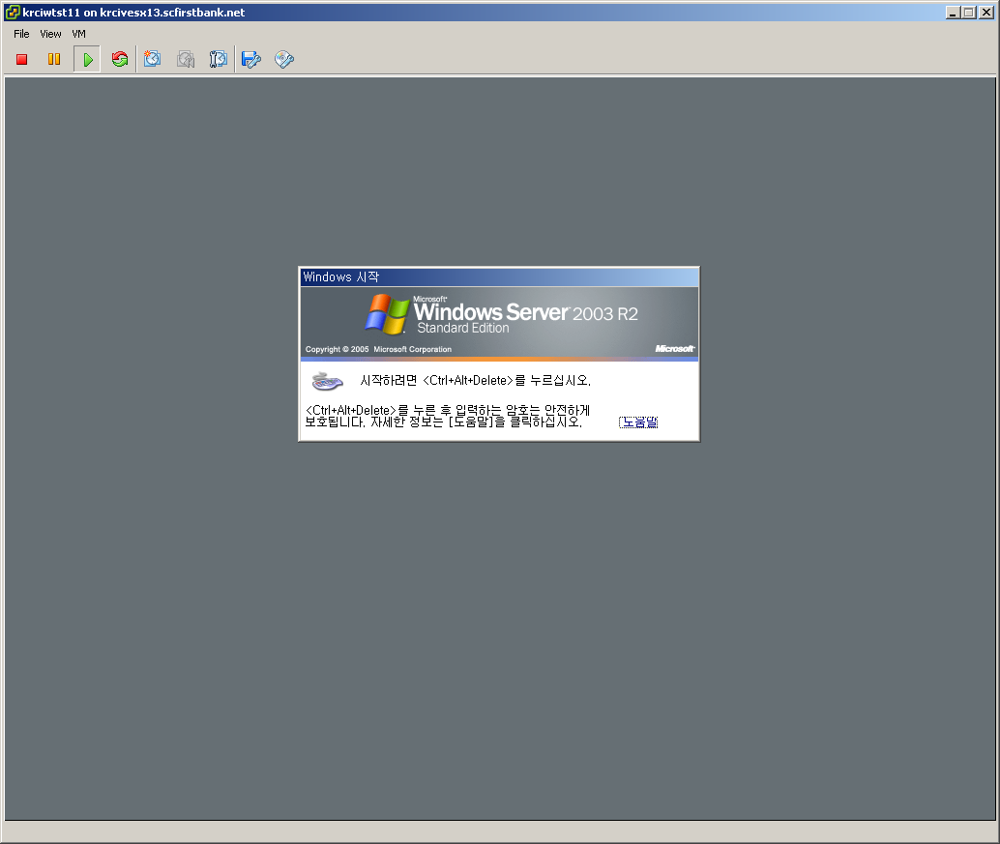 krciwtst11 on krcivesx13.scfirstbank.net
File View VM
Windows 시작
Microsoft
Windows Server 2003 R2
Standard Edition
Copyright © 2005 Microsoft Corporation
Microsoft
시작하려면 <Ctrl+Alt+Delete>를 누르십시오.
<Ctrl+Alt+Delete>를 누른 후 입력하는 암호는 안전하게
보호됩니다. 자세한 정보는 [도움말]을 클릭하십시오.
도움말